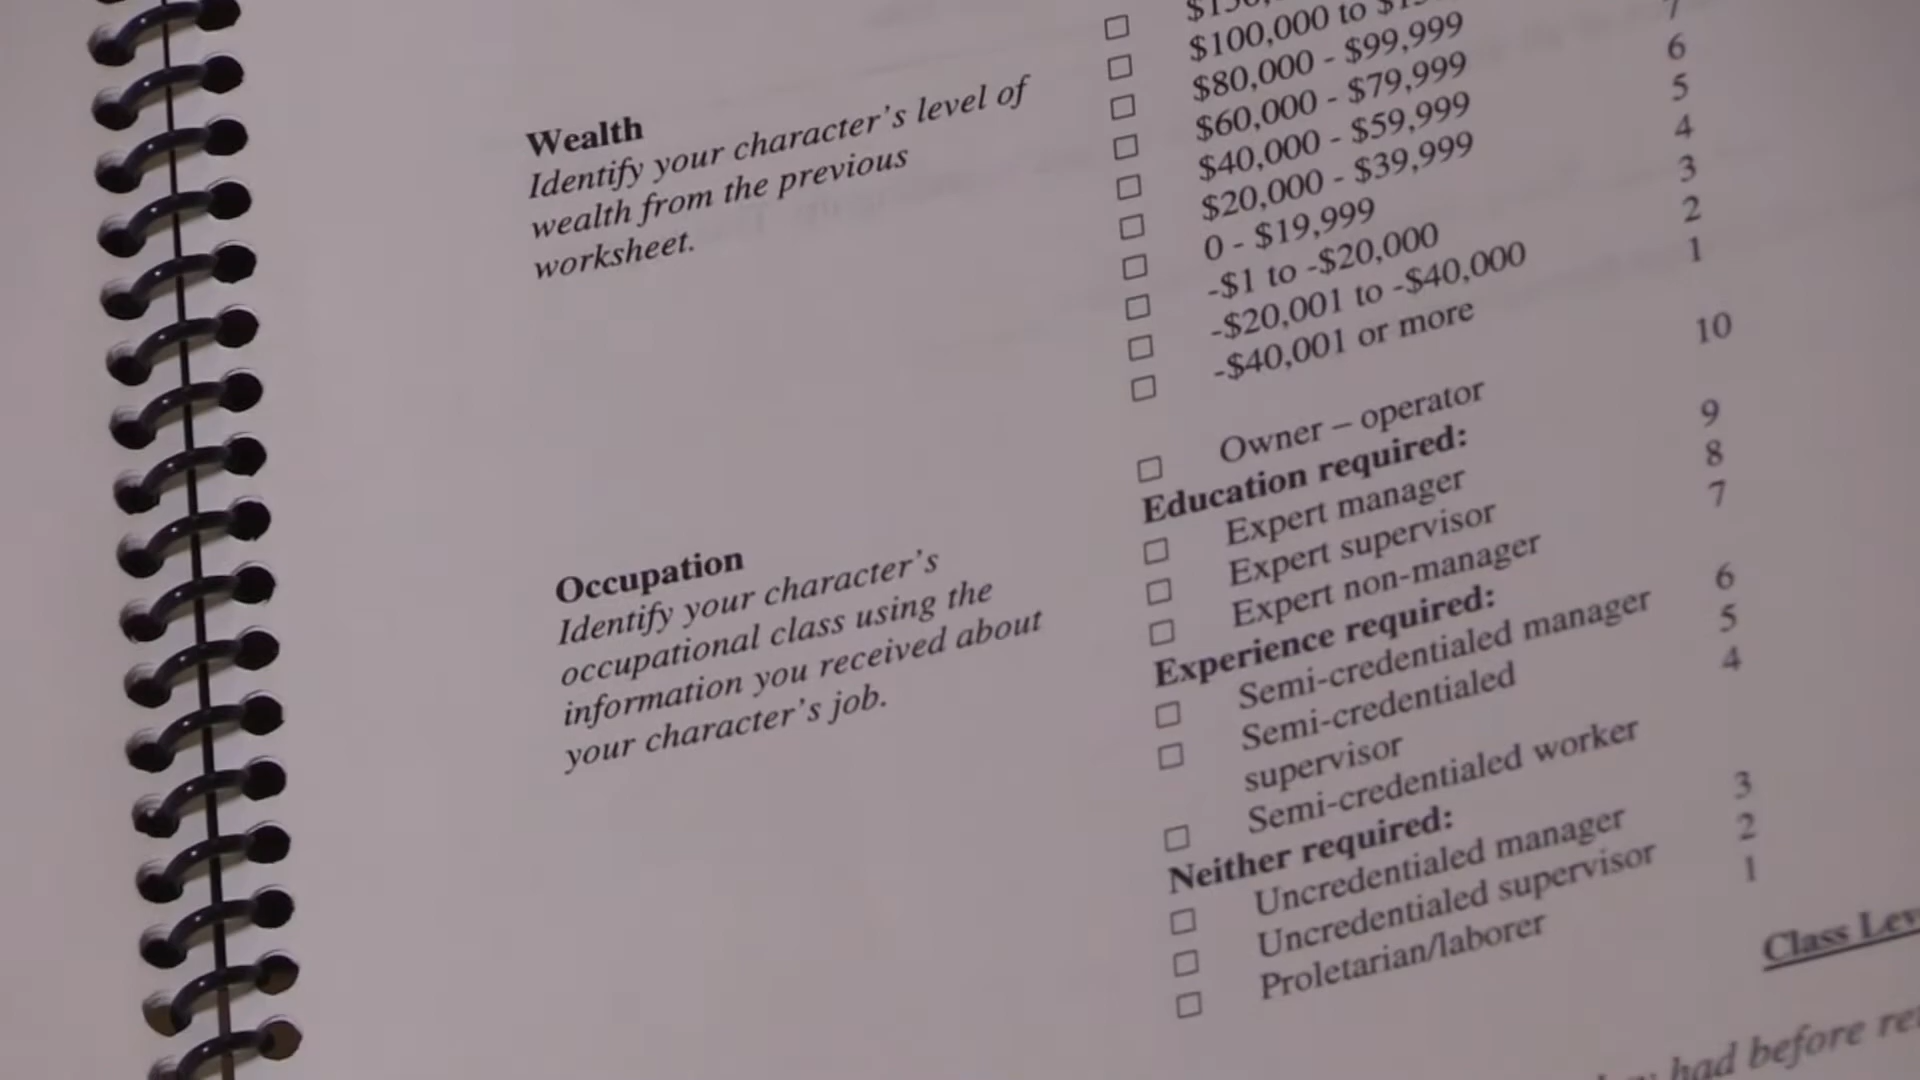 $100,000 to
$80,000 - $99,999
$60,000 - $79,999
$40,000 - $59,999
$20,000 - $39,999
0 - $19,999
-$1 to -$20,000
-$20,001 to -$40,000
-$40,001 or more
7
6
5
4
3
2
1
Wealth
Identify your character's level of
wealth from the previous
worksheet.
Owner – operator 10
Education required:
Expert manager 9
Expert supervisor 8
Expert non-manager 7
Experience required:
Semi-credentialed manager 6
Semi-credentialed 5
supervisor
Semi-credentialed worker 4
Neither required:
Uncredentialed manager 3
Uncredentialed supervisor 2
Proletarian/laborer 1
Occupation
Identify your character's
occupational class using the
information you received about
your character's job.
Class
had before